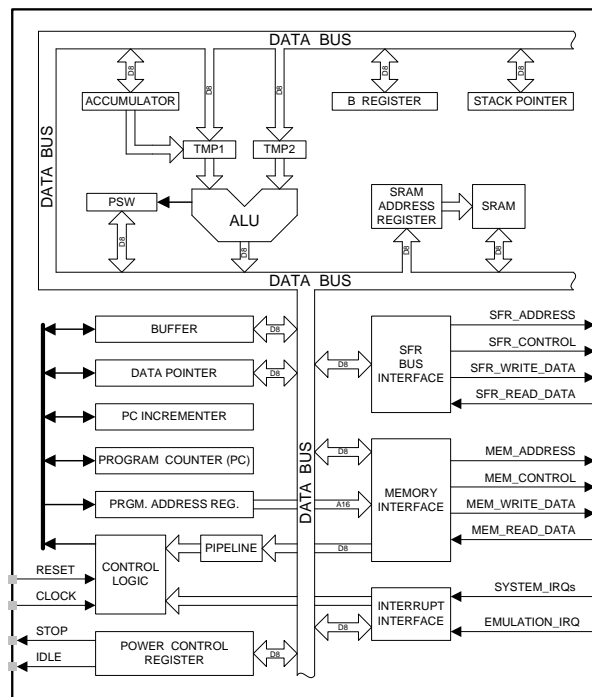 DATA BUS
D8
D8
D8
D8
D8
ACCUMULATOR
B REGISTER
STACK POINTER
DATA BUS
TMP1
TMP2
PSW
ALU
SRAM
ADDRESS
REGISTER
SRAM
D8
D8
D8
D8
DATA BUS
BUFFER
D8
DATA POINTER
D8
PC INCREMENTER
PROGRAM COUNTER (PC)
PRGM. ADDRESS REG.
A16
DATA BUS
D8
SFR
BUS
INTERFACE
SFR_ADDRESS
SFR_CONTROL
SFR_WRITE_DATA
SFR_READ_DATA
D8
MEMORY
INTERFACE
MEM_ADDRESS
MEM_CONTROL
MEM_WRITE_DATA
MEM_READ_DATA
CONTROL
LOGIC
PIPELINE
D8
RESET
CLOCK
INTERRUPT
INTERFACE
SYSTEM_IRQs
EMULATION_IRQ
D8
STOP
IDLE
POWER CONTROL
REGISTER
D8